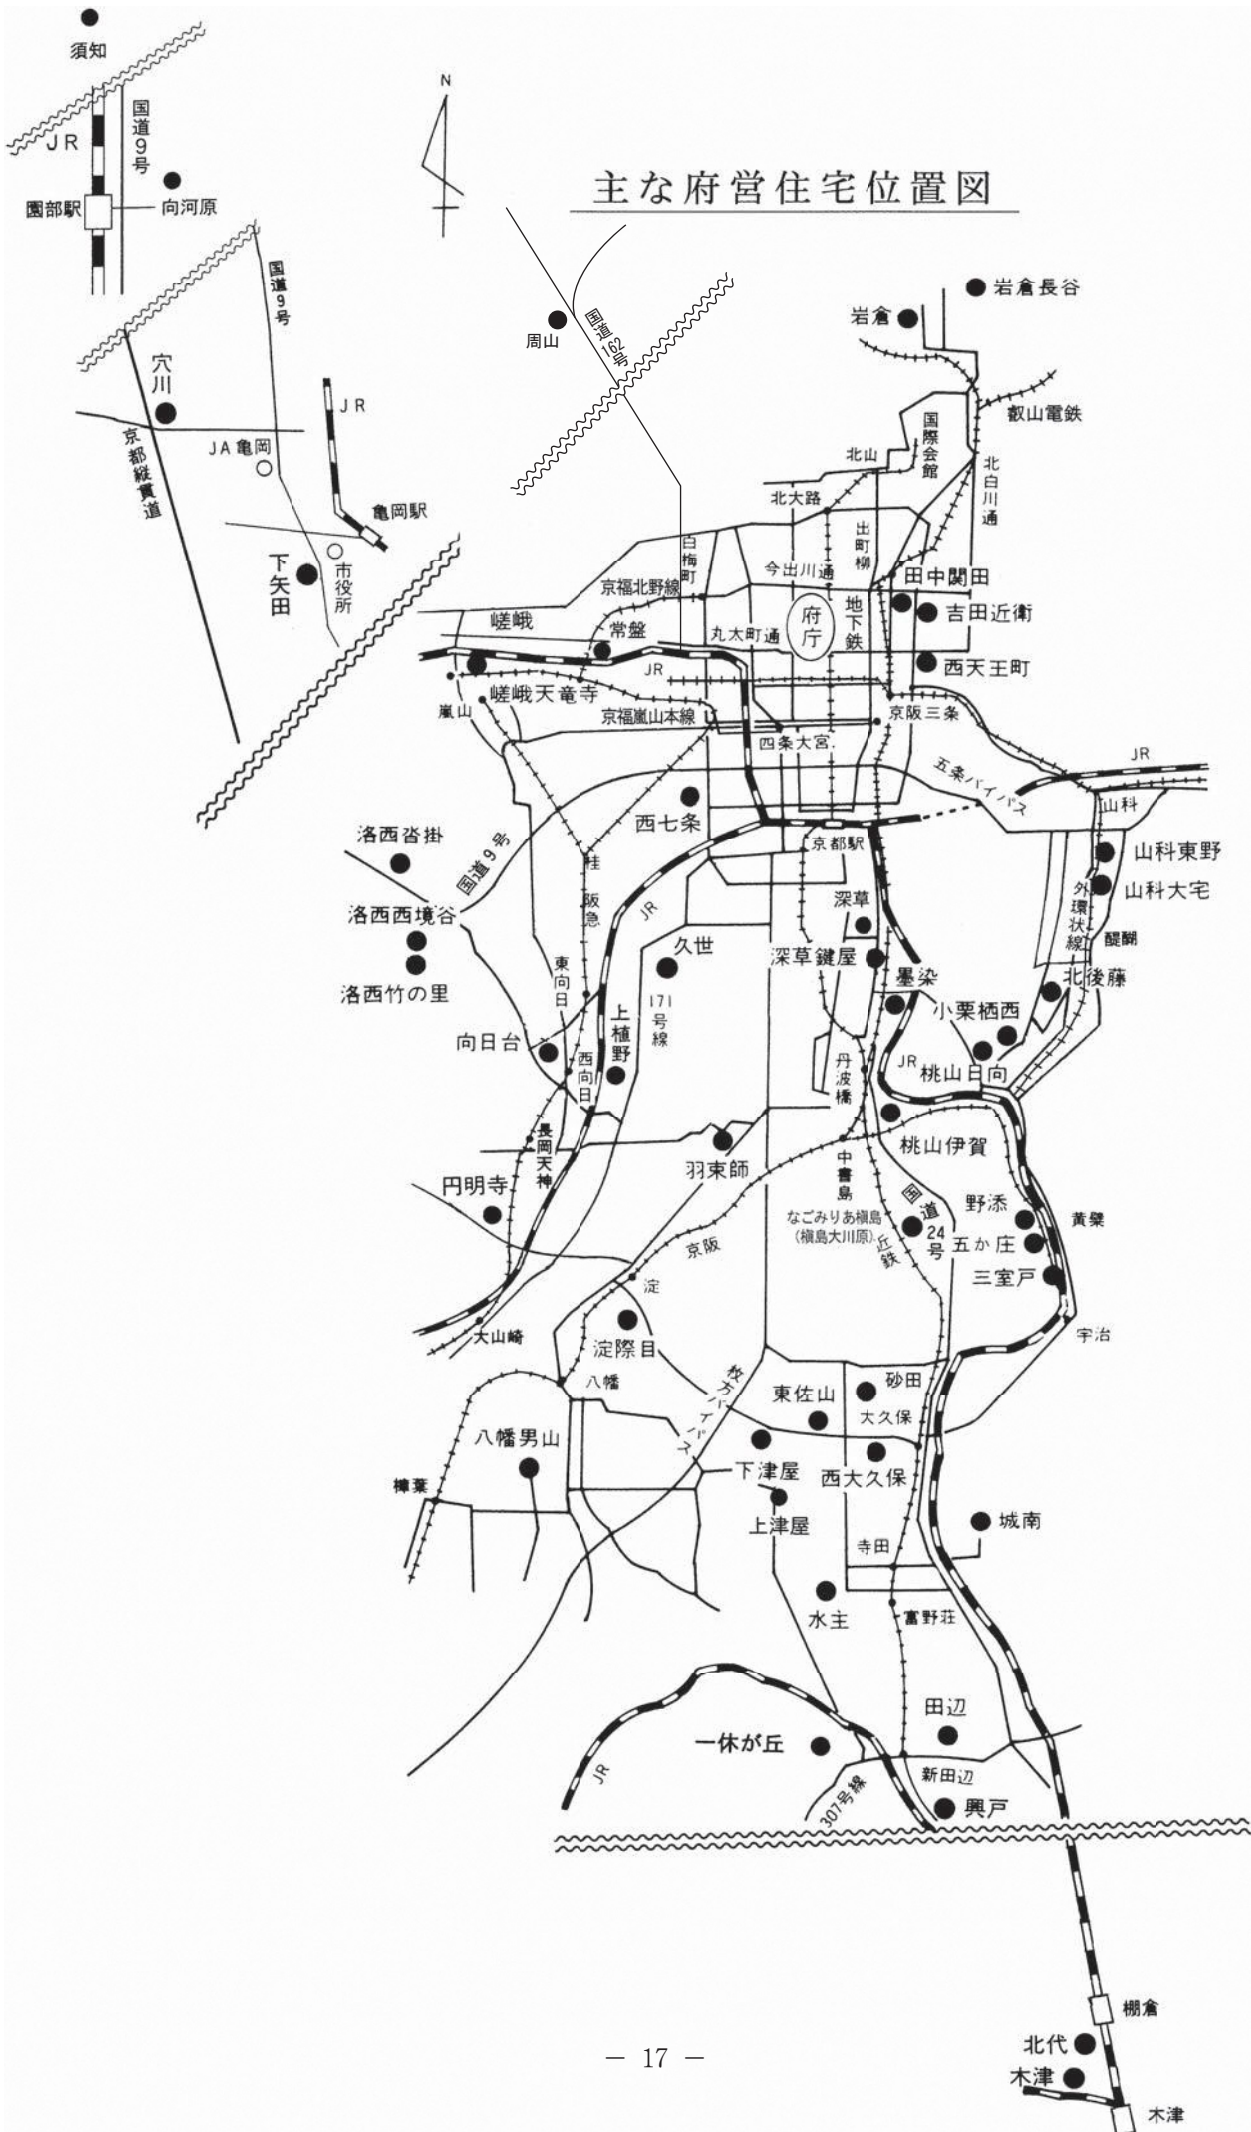 主な府営住宅位置図
N
須知
国道9号
JR
園部駅
向河原
国道9号
穴川
JR
JA亀岡
京都縦貫道
亀岡駅
下矢田
市役所
周山
国道162号
岩倉長谷
岩倉
叡山電鉄
国際会館
北山
北白川通
北大路
出町柳
白梅町
今出川通
田中関田
京福北野線
地下鉄
府庁
吉田近衛
嵯峨
常盤
丸太町通
西天王町
JR
嵯峨天竜寺
嵐山
京福嵐山本線
京阪三条
四条大宮
JR
五条バイパス
山科
西七条
京都駅
洛西沓掛
山科東野
国道9号
桂
山科大宅
阪急
深草
外環状線
JR
洛西西境谷
醍醐
久世
深草鍵屋
東向日
墨染
北後藤
洛西竹の里
171号線
小栗栖西
上植野
向日台
西向日
丹波橋
JR
桃山日向
長岡天神
桃山伊賀
羽束師
中書島
円明寺
国道24号
野添
黄檗
なごみりあ槇島
(槇島大川原)
近鉄
五か庄
京阪
三室戸
淀
大山崎
宇治
淀際目
枚方バイパス
八幡
砂田
東佐山
大久保
八幡男山
下津屋
西大久保
樟葉
上津屋
城南
寺田
水主
富野荘
田辺
一休が丘
JR
新田辺
307号線
興戸
棚倉
北代
木津
木津
− 17 −